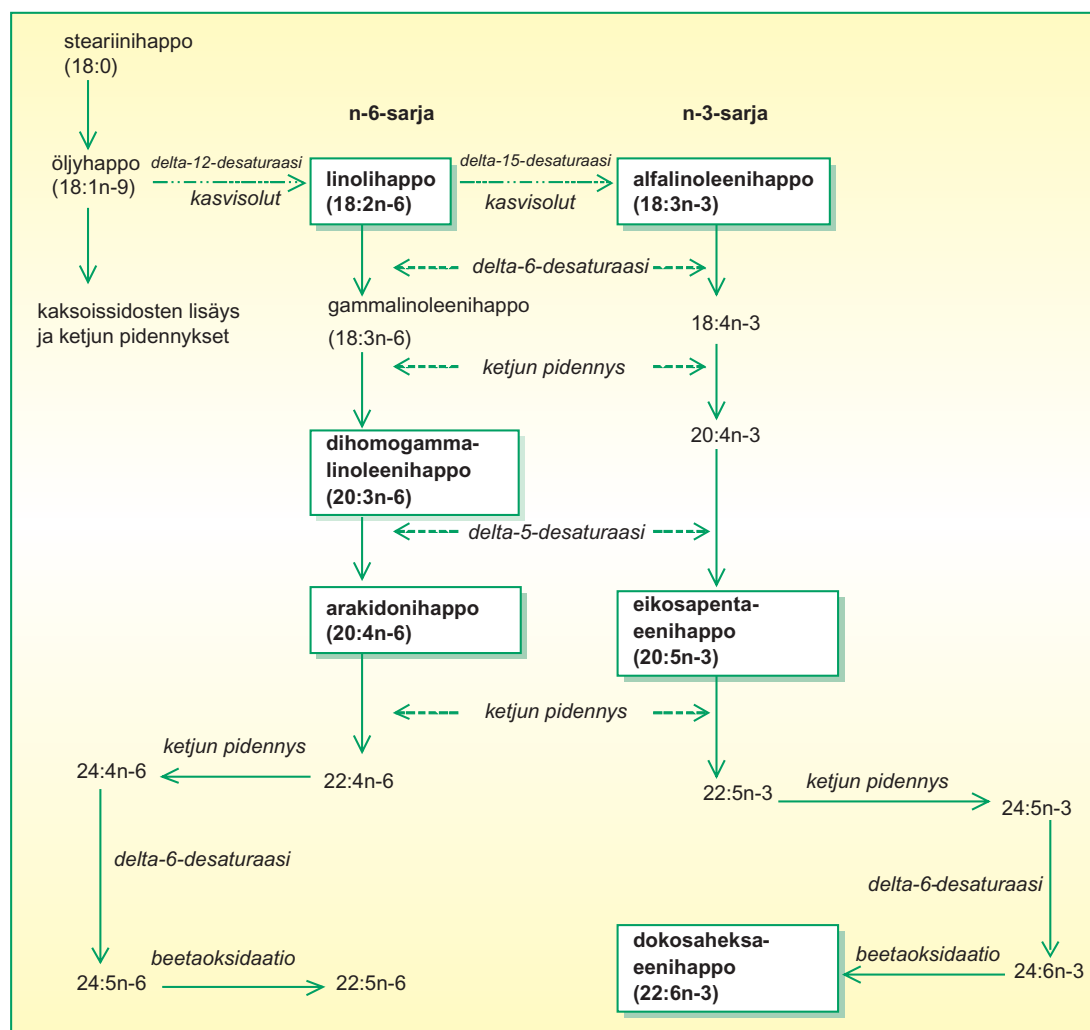 steariinihappo
(18:0)
n-6-sarja
n-3-sarja
öljyhappo
(18:1n-9)
delta-12-desaturaasi
kasvisolut
linolihappo
(18:2n-6)
delta-15-desaturaasi
kasvisolut
alfalinoleenihappo
(18:3n-3)
delta-6-desaturaasi
kaksoissidosten lisäys
ja ketjun pidennykset
gammalinoleenihappo
(18:3n-6)
18:4n-3
ketjun pidennys
dihomogamma-
linoleenihappo
(20:3n-6)
20:4n-3
delta-5-desaturaasi
arakidonihappo
(20:4n-6)
eikosapenta-
eenihappo
(20:5n-3)
ketjun pidennys
24:4n-6
ketjun pidennys
22:4n-6
22:5n-3
ketjun pidennys
24:5n-3
delta-6-desaturaasi
delta-6-desaturaasi
24:5n-6
beetaoksidaatio
22:5n-6
dokosaheksa-
eenihappo
(22:6n-3)
beetaoksidaatio
24:6n-3